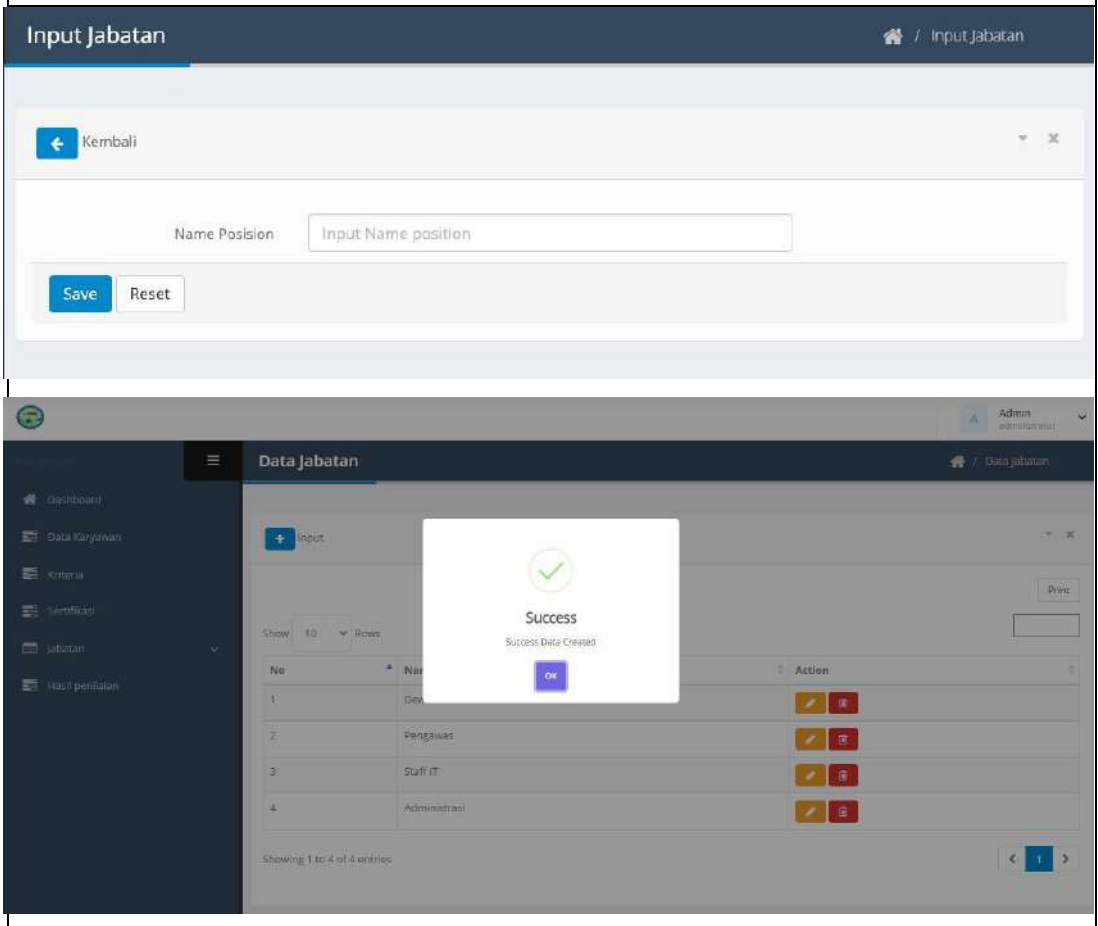 Input Jabatan
/ Input Jabatan
Kembali
Name Posision
Input Name position
Save
Reset
A
Admin
administrator
Data Jabatan
/ Data Jabatan
Dashboard
Data Karyawan
Kriteria
Sertifikasi
Jabatan
Hasil penilaian
Input
Print
Show 10 Rows
Success
Success Data Created
OK
No
Action
1
2 Pengawas
3 Staff IT
4 Administrasi
Showing 1 to 4 of 4 entries
< 1 >